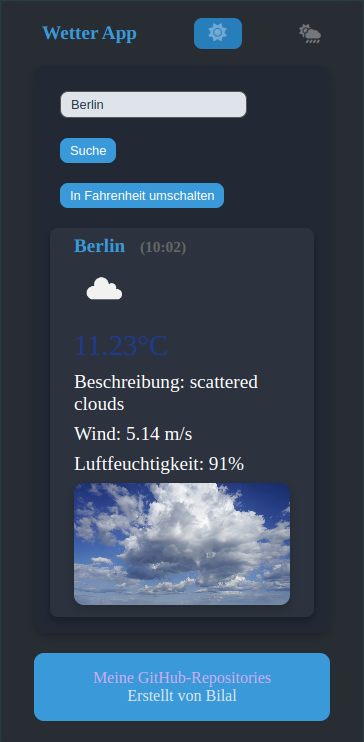 Wetter App
Berlin
Suche
In Fahrenheit umschalten
Berlin (10:02)
11.23°C
Beschreibung: scattered
clouds
Wind: 5.14 m/s
Luftfeuchtigkeit: 91%
Meine GitHub-Repositories
Erstellt von Bilal